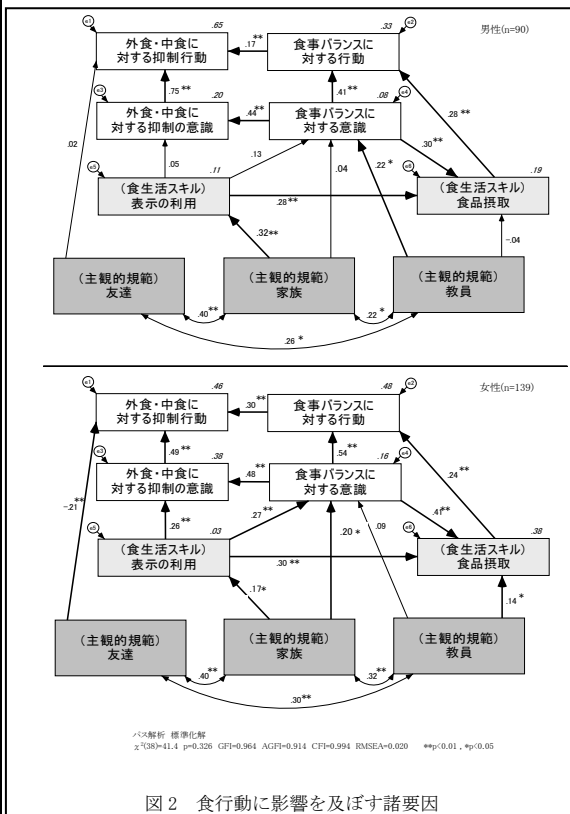 男性(n=90)
e1
.65
外食・中食に
対する抑制行動
.17**
e2
.33
食事バランスに
対する行動
.75**
.41**
.28**
e3
.20
外食・中食に
対する抑制の意識
.44**
e4
.08
食事バランスに
対する意識
.30**
.02
.05
.13
.04
.22 *
e5
.11
(食生活スキル)
表示の利用
.28**
e6
.19
(食生活スキル)
食品摂取
.32**
-.04
(主観的規範)
友達
(主観的規範)
家族
(主観的規範)
教員
.40**
.22 *
.26 *
女性(n=139)
e1
.46
外食・中食に
対する抑制行動
.30**
e2
.48
食事バランスに
対する行動
.49**
.54**
.24**
e3
.38
外食・中食に
対する抑制の意識
.48**
e4
.16
食事バランスに
対する意識
.41**
-.21**
.26**
.27**
.20 *
.09
e5
.03
(食生活スキル)
表示の利用
.30**
e6
.38
(食生活スキル)
食品摂取
.17*
.14 *
(主観的規範)
友達
(主観的規範)
家族
(主観的規範)
教員
.40**
.32**
.30**
パス解析 標準化解
χ²(38)=41.4 p=0.326 GFI=0.964 AGFI=0.914 CFI=0.994 RMSEA=0.020 **p<0.01 , *p<0.05
図2 食行動に影響を及ぼす諸要因